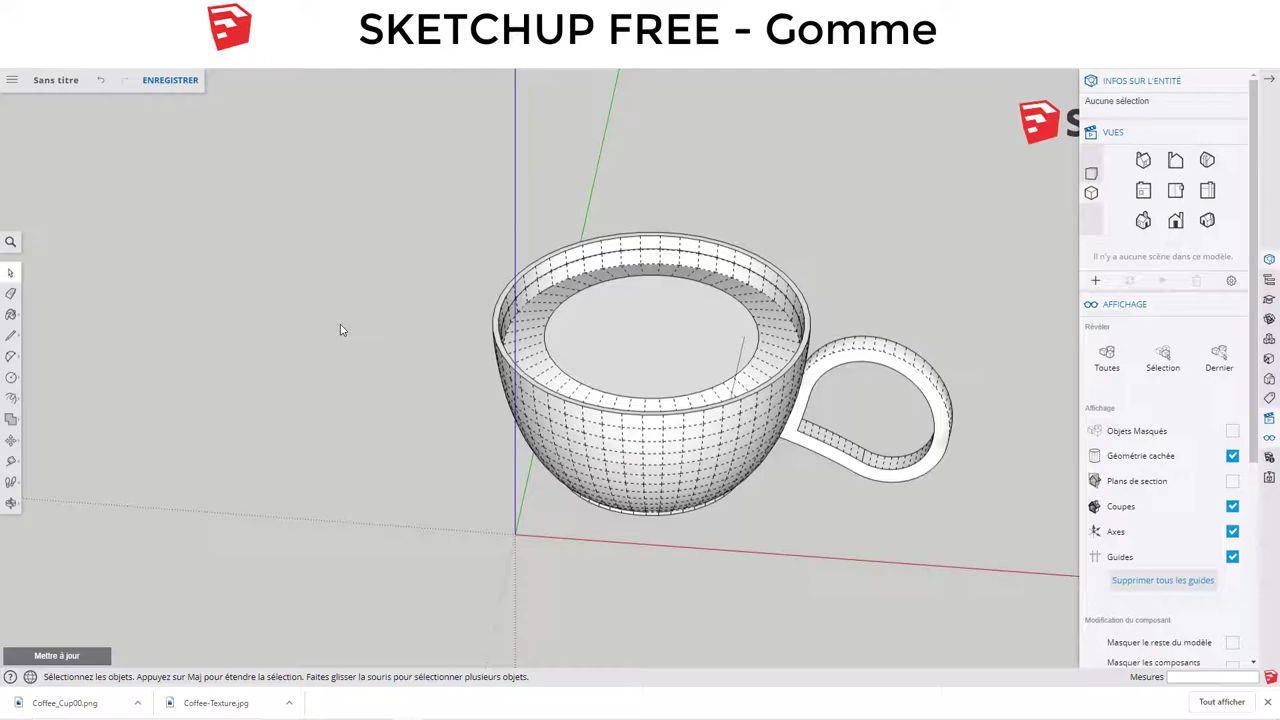 SKETCHUP FREE - Gomme
Sans titre
ENREGISTRER
INFOS SUR L'ENTITÉ
Aucune sélection
S
VUES
Il n'y a aucune scène dans ce modèle.
AFFICHAGE
Révéler
Toutes
Sélection
Dernier
Affichage
Objets Masqués
Géométrie cachée
Plans de section
Coupes
Axes
Guides
Supprimer tous les guides
Modification du composant
Masquer le reste du modèle
Masquer les composants
Mettre à jour
Sélectionnez les objets. Appuyez sur Maj pour étendre la sélection. Faites glisser la souris pour sélectionner plusieurs objets.
Mesures
Coffee_Cup00.png
Coffee-Texture.jpg
Tout afficher